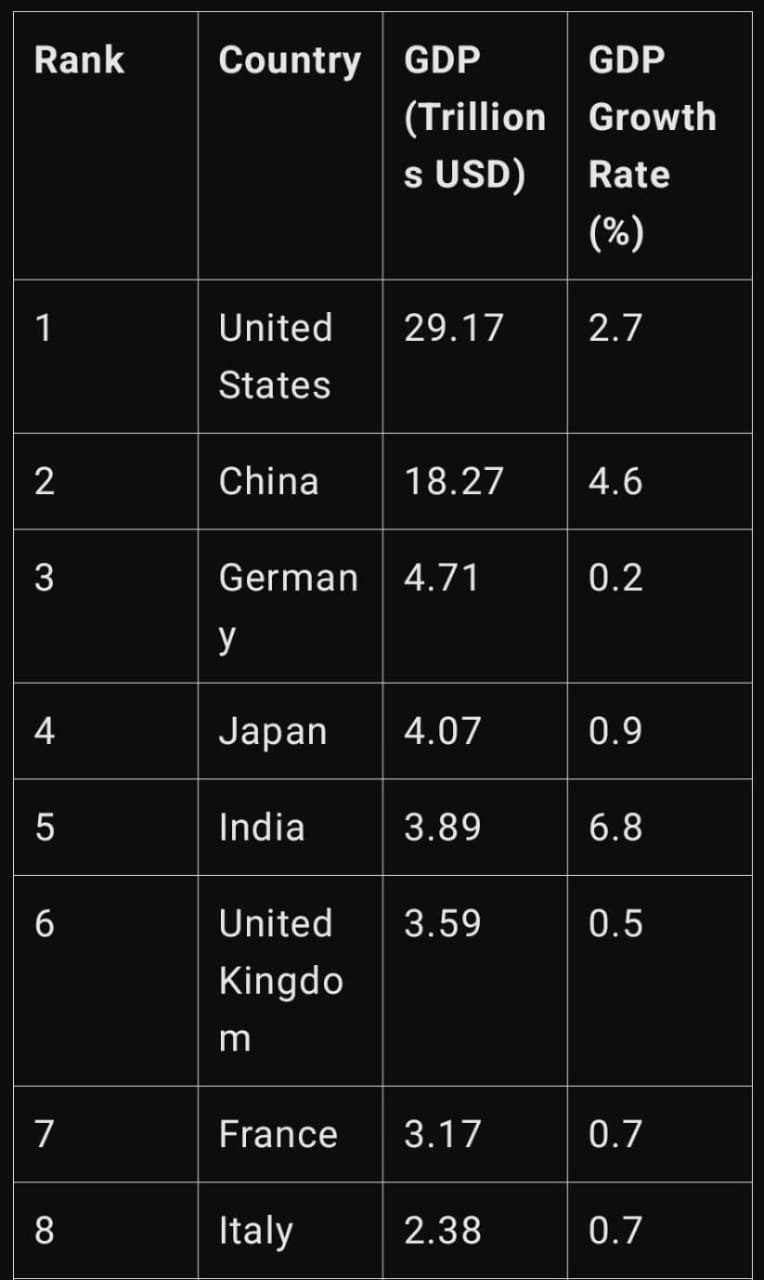 Rank Country GDP (Trillions USD) GDP Growth Rate (%)
1 United States 29.17 2.7
2 China 18.27 4.6
3 Germany 4.71 0.2
4 Japan 4.07 0.9
5 India 3.89 6.8
6 United Kingdom 3.59 0.5
7 France 3.17 0.7
8 Italy 2.38 0.7